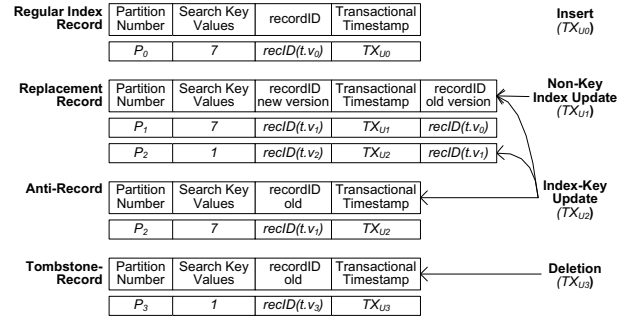 Regular Index Record
Partition Number
Search Key Values
recordID
Transactional Timestamp
Insert (TXU0)
P0 7 recID(t.v0) TXU0
Replacement Record
Partition Number
Search Key Values
recordID new version
Transactional Timestamp
recordID old version
Non-Key Index Update (TXU1)
P1 7 recID(t.v1) TXU1 recID(t.v0)
P2 1 recID(t.v2) TXU2 recID(t.v1)
Anti-Record
Partition Number
Search Key Values
recordID old
Transactional Timestamp
Index-Key Update (TXU2)
P2 7 recID(t.v1) TXU2
Tombstone-Record
Partition Number
Search Key Values
recordID old
Transactional Timestamp
Deletion (TXU3)
P3 1 recID(t.v3) TXU3